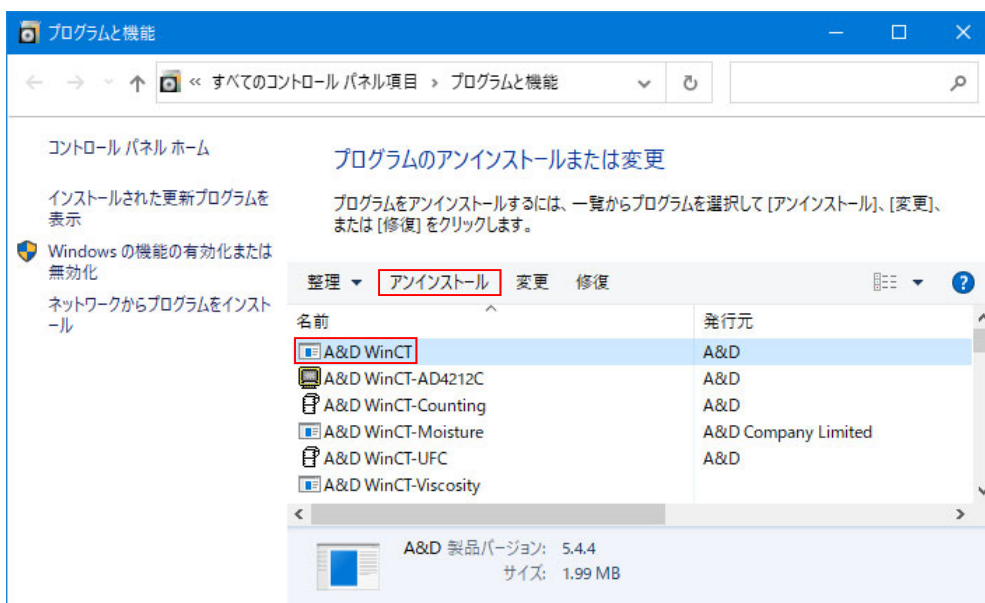 プログラムと機能
« すべてのコントロール パネル項目 › プログラムと機能
コントロール パネル ホーム
インストールされた更新プログラムを
表示
Windows の機能の有効化または
無効化
ネットワークからプログラムをインスト
ール
プログラムのアンインストールまたは変更
プログラムをアンインストールするには、一覧からプログラムを選択して [アンインストール]、[変更]、
または [修復] をクリックします。
整理 アンインストール 変更 修復
名前 発行元
A&D WinCT A&D
A&D WinCT-AD4212C A&D
A&D WinCT-Counting A&D
A&D WinCT-Moisture A&D Company Limited
A&D WinCT-UFC A&D
A&D WinCT-Viscosity
A&D 製品バージョン: 5.4.4
サイズ: 1.99 MB